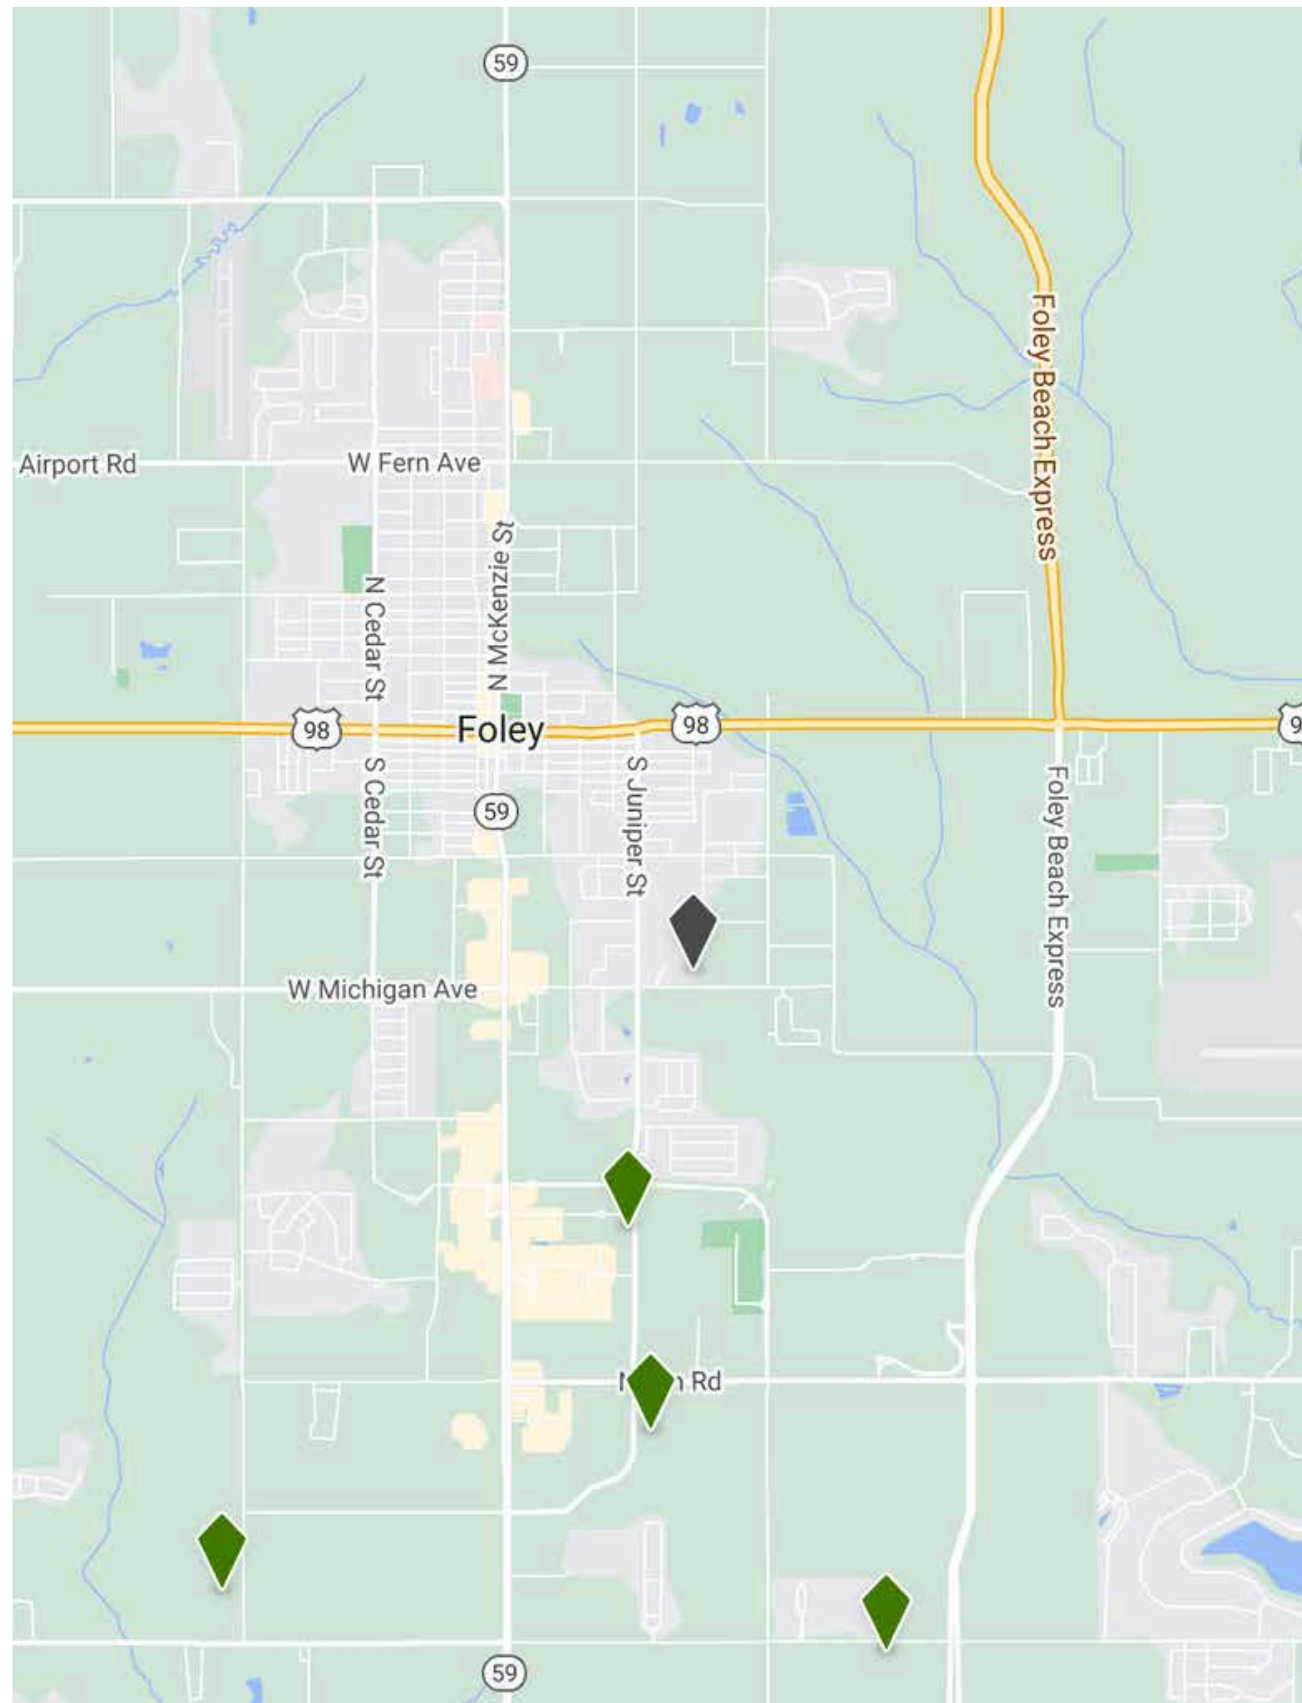 59
Foley Beach Express
Airport Rd
W Fern Ave
N McKenzie St
N Cedar St
98
Foley
98
S Cedar St
59
S Juniper St
Foley Beach Express
W Michigan Ave
Rd
59